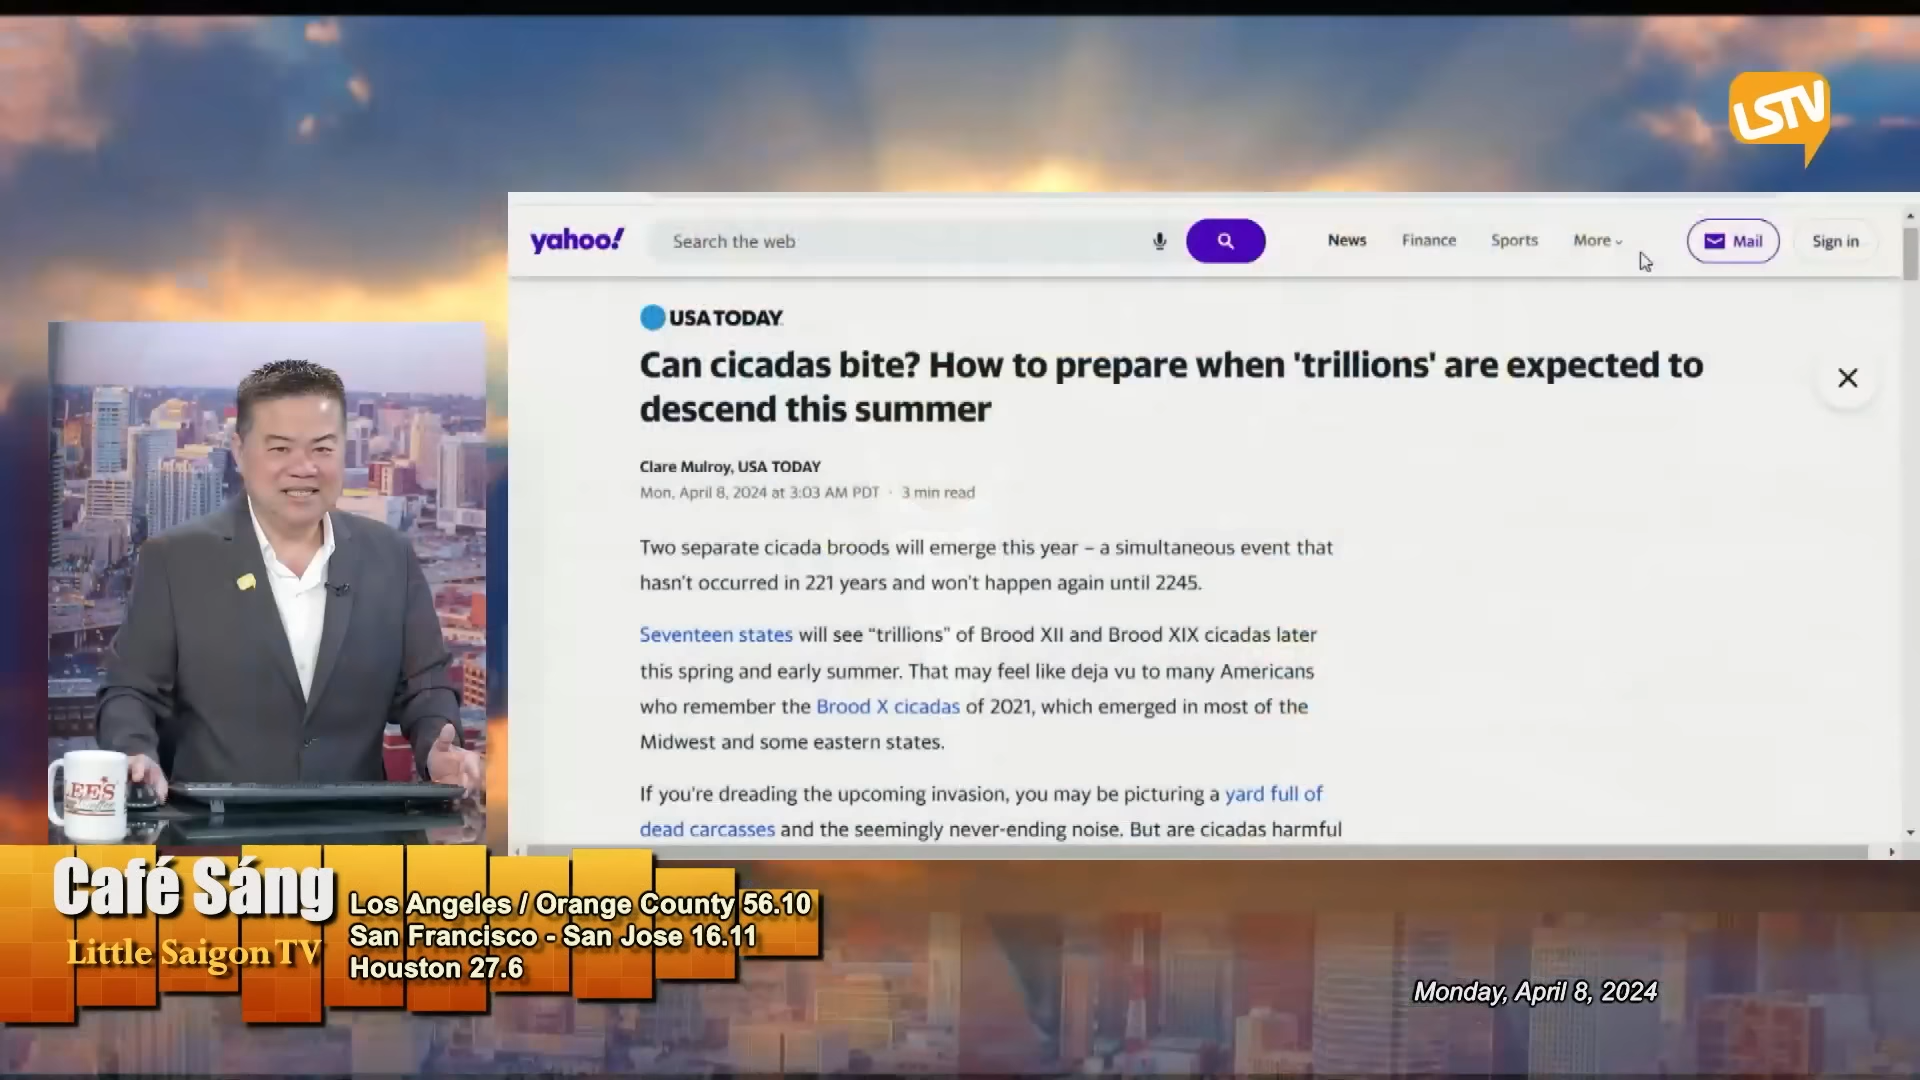 LSTV
yahoo!
Search the web
News Finance Sports More Mail Sign in
USA TODAY
Can cicadas bite? How to prepare when 'trillions' are expected to
descend this summer
Clare Mulroy, USA TODAY
Mon, April 8, 2024 at 3:03 AM PDT · 3 min read
Two separate cicada broods will emerge this year – a simultaneous event that
hasn't occurred in 221 years and won't happen again until 2245.
Seventeen states will see “trillions” of Brood XII and Brood XIX cicadas later
this spring and early summer. That may feel like deja vu to many Americans
who remember the Brood X cicadas of 2021, which emerged in most of the
Midwest and some eastern states.
If you're dreading the upcoming invasion, you may be picturing a yard full of
dead carcasses and the seemingly never-ending noise. But are cicadas harmful
LEE'S
Café Sáng
Little Saigon TV
Los Angeles / Orange County 56.10
San Francisco - San Jose 16.11
Houston 27.6
Monday, April 8, 2024